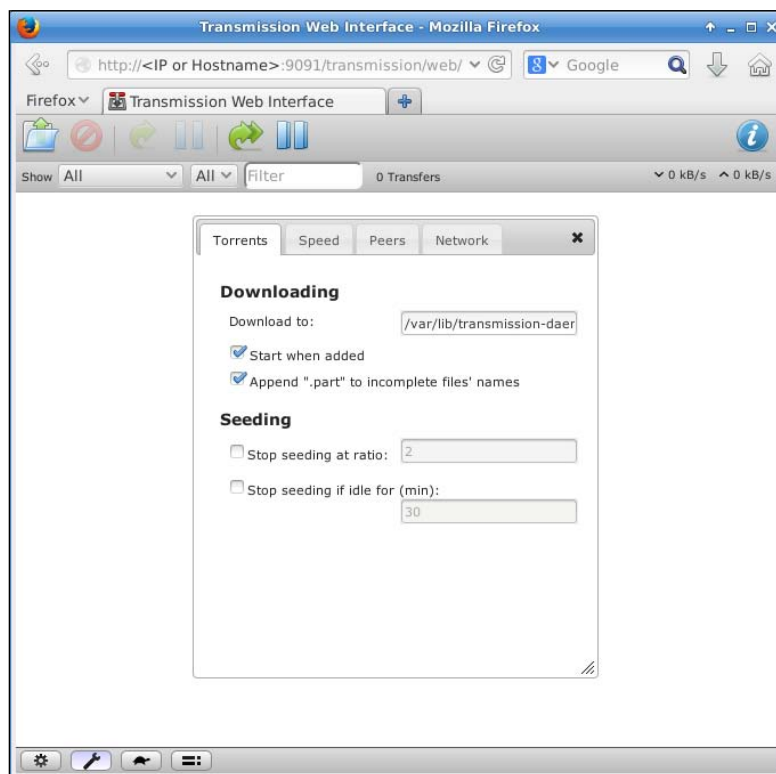 Transmission Web Interface - Mozilla Firefox
http://<IP or Hostname>:9091/transmission/web/ 8 Google
Firefox Transmission Web Interface
Show All All Filter 0 Transfers 0 kB/s 0 kB/s
Torrents Speed Peers Network
Downloading
Download to: /var/lib/transmission-daer
Start when added
Append ".part" to incomplete files' names
Seeding
Stop seeding at ratio: 2
Stop seeding if idle for (min):
30